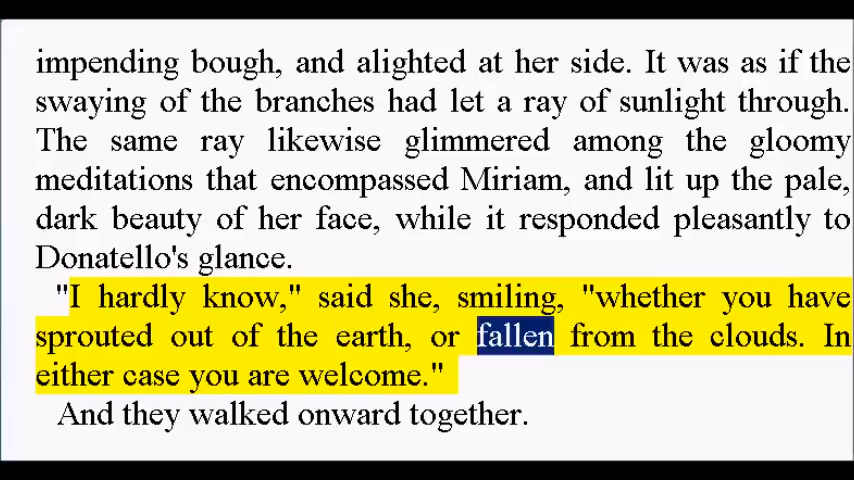 impending bough, and alighted at her side. It was as if the
swaying of the branches had let a ray of sunlight through.
The same ray likewise glimmered among the gloomy
meditations that encompassed Miriam, and lit up the pale,
dark beauty of her face, while it responded pleasantly to
Donatello's glance.
"I hardly know," said she, smiling, "whether you have
sprouted out of the earth, or fallen from the clouds. In
either case you are welcome."
And they walked onward together.